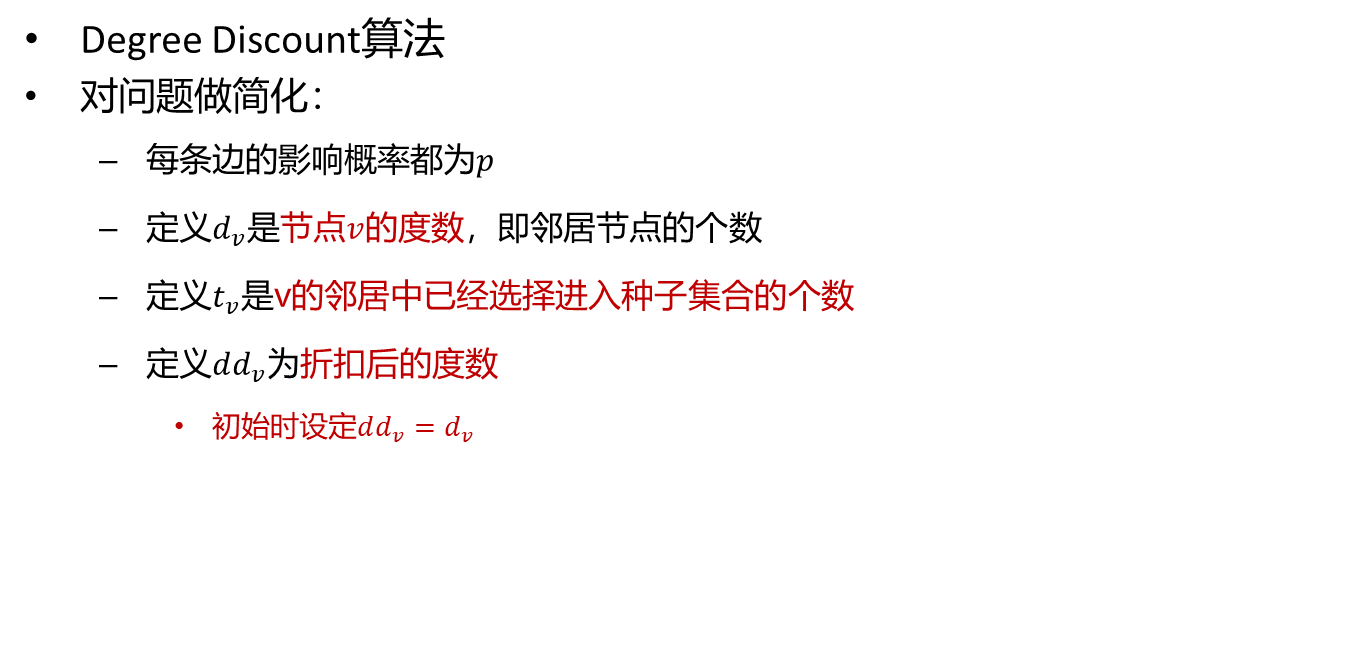 • Degree Discount算法
• 对问题做简化：
– 每条边的影响概率都为p
– 定义d_v是节点v的度数，即邻居节点的个数
– 定义t_v是v的邻居中已经选择进入种子集合的个数
– 定义dd_v为折扣后的度数
• 初始时设定dd_v = d_v